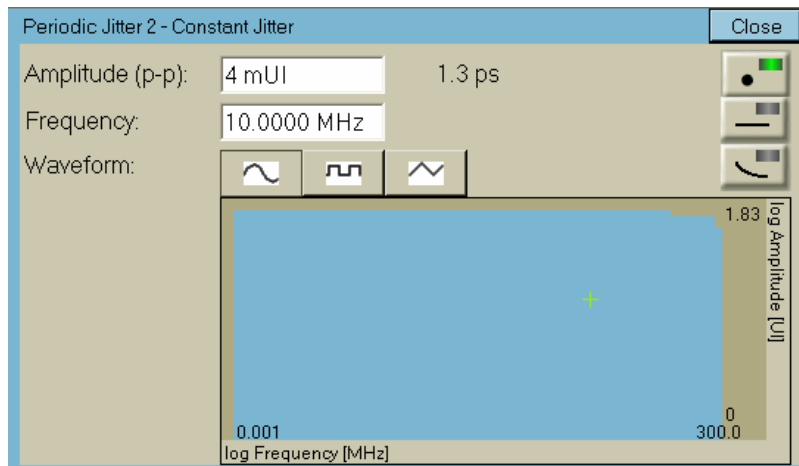 Periodic Jitter 2 - Constant Jitter
Close
Amplitude (p-p):
4 mUI
1.3 ps
Frequency:
10.0000 MHz
Waveform:
1.83
log Amplitude [UI]
0
0.001
300.0
log Frequency [MHz]